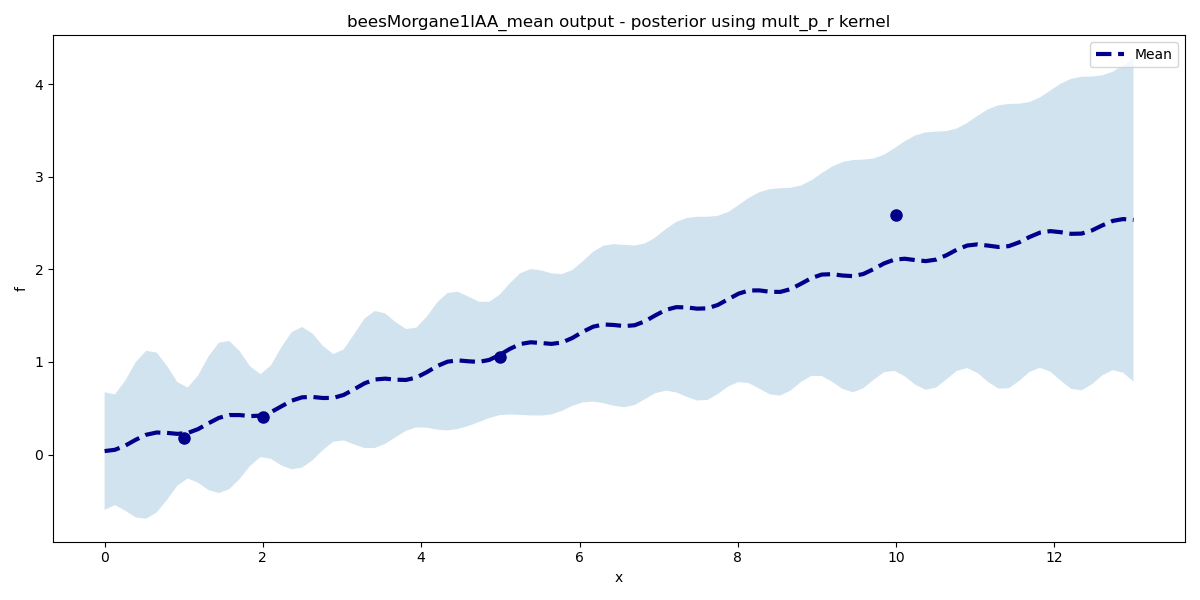 beesMorgane1IAA_mean output - posterior using mult_p_r kernel
Mean
4
3
2
1
0
f
0 2 4 6 8 10 12
x